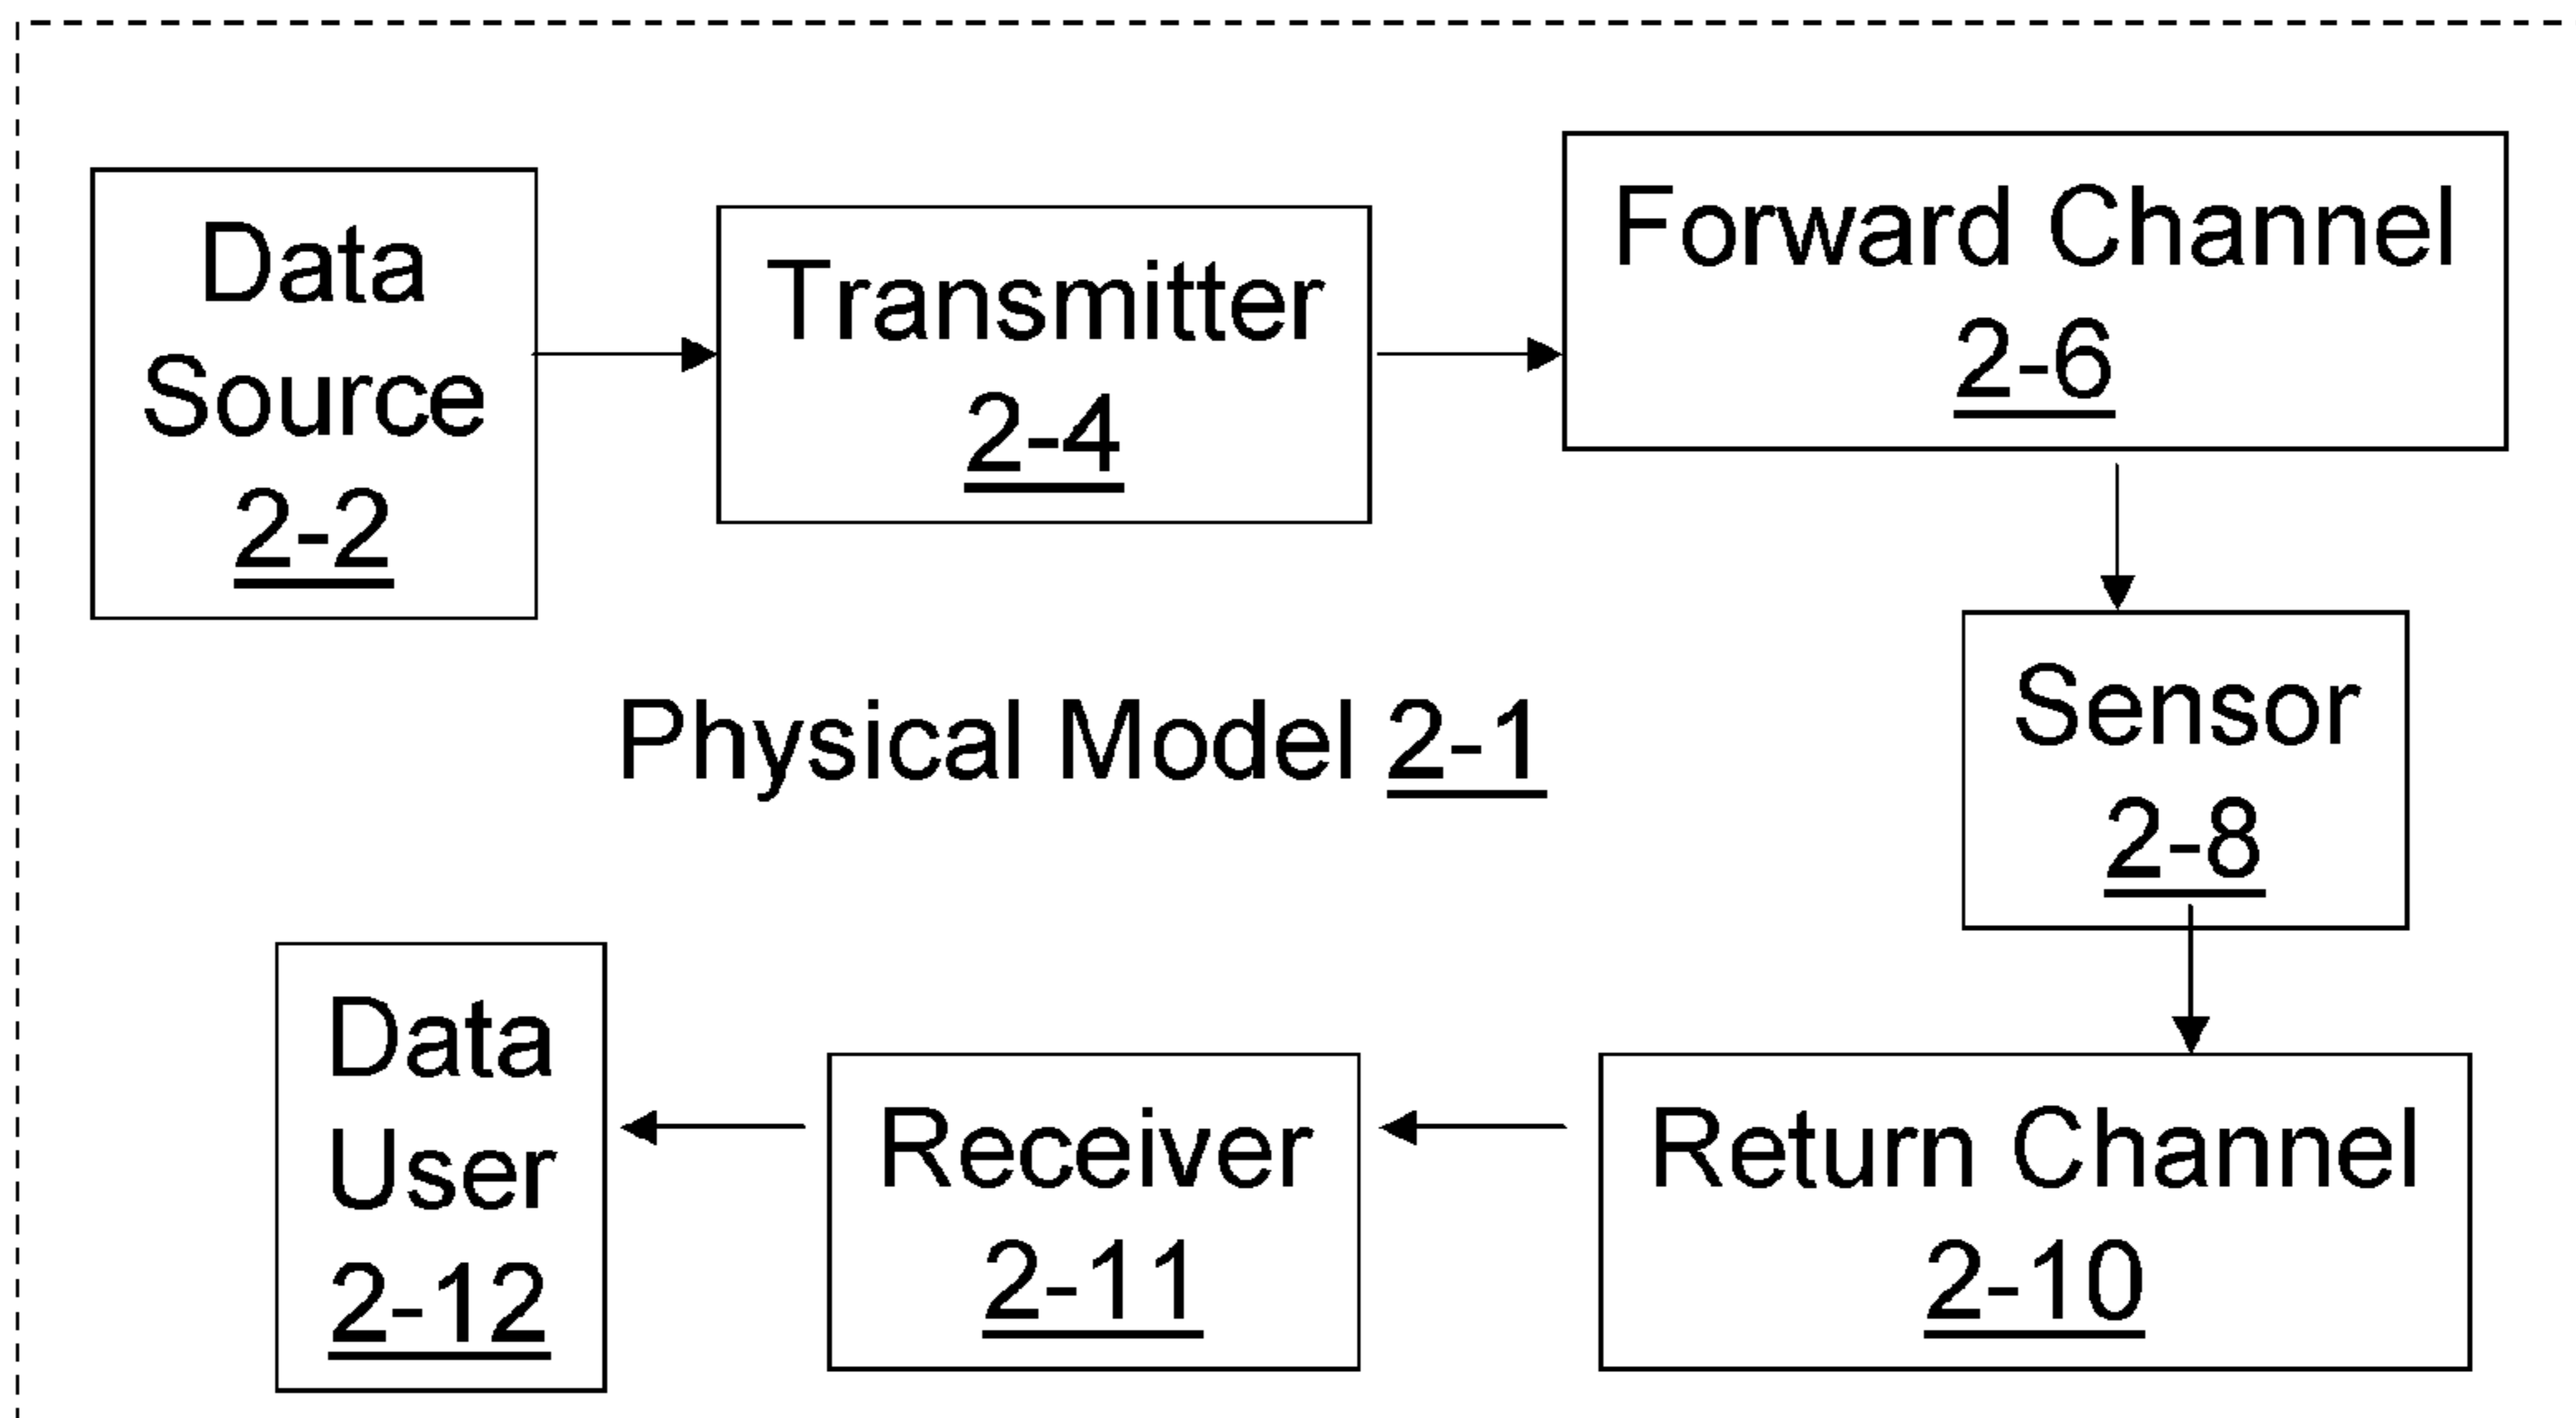 Data
Source
2-2
Transmitter
2-4
Forward Channel
2-6
Physical Model 2-1
Sensor
2-8
Data
User
2-12
Receiver
2-11
Return Channel
2-10